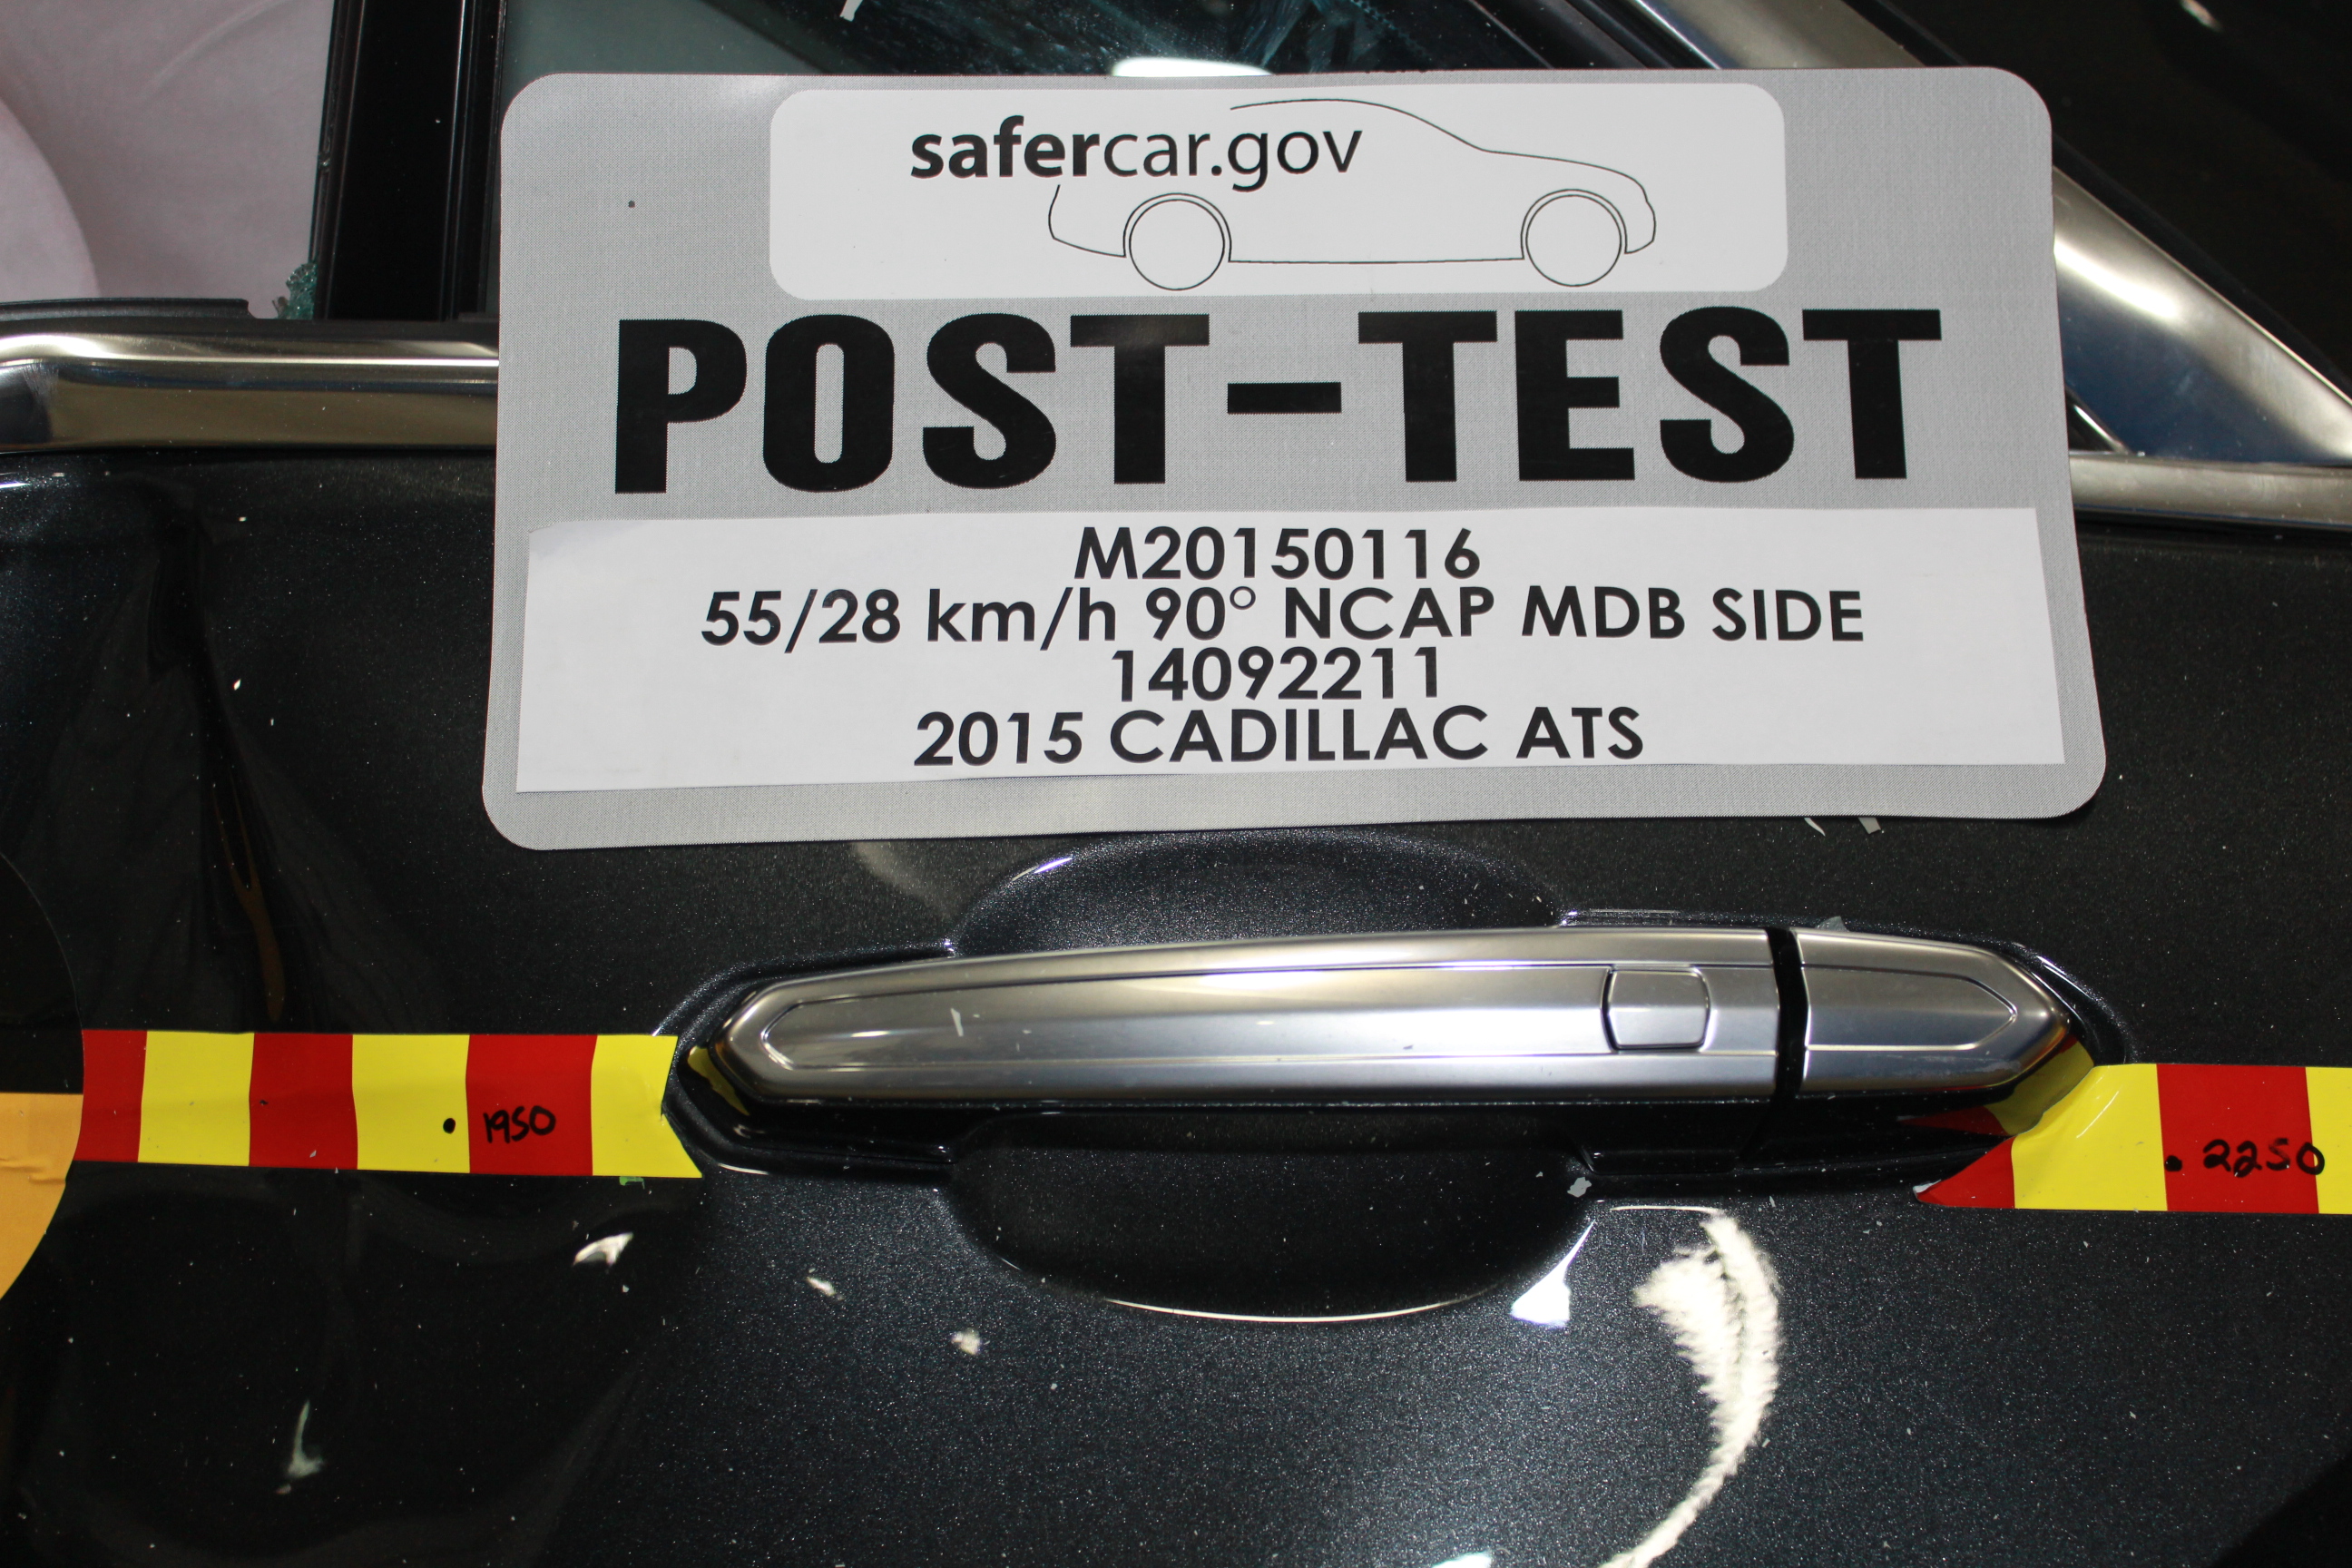 safercar.gov
POST-TEST
M20150116
55/28 km/h 90° NCAP MDB SIDE
14092211
2015 CADILLAC ATS
1950
2250